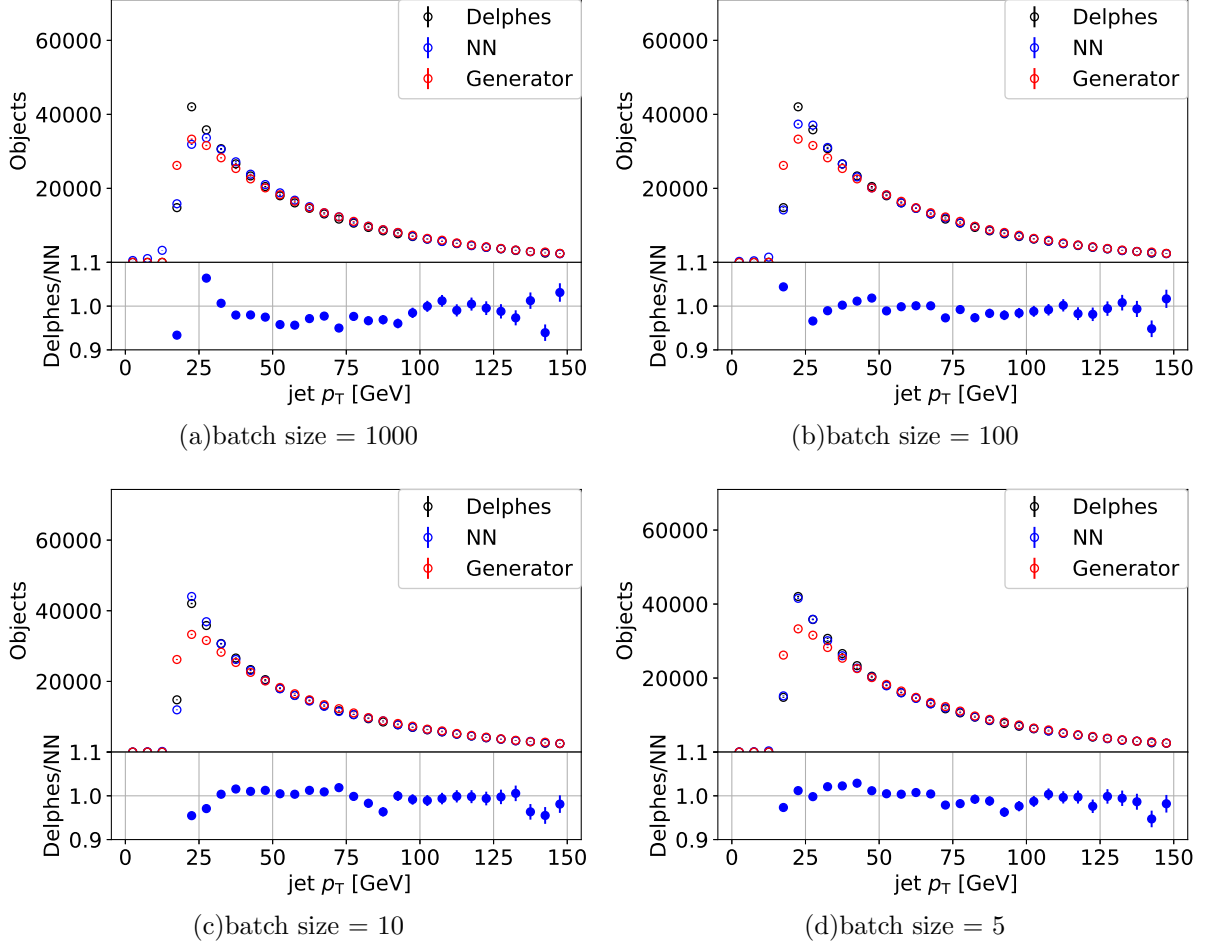 Delphes
NN
Generator
60000
40000
20000
Objects
1.1
1.0
0.9
Delphes/NN
0 25 50 75 100 125 150
jet pT [GeV]
(a)batch size = 1000
Delphes
NN
Generator
60000
40000
20000
Objects
1.1
1.0
0.9
Delphes/NN
0 25 50 75 100 125 150
jet pT [GeV]
(b)batch size = 100
Delphes
NN
Generator
60000
40000
20000
Objects
1.1
1.0
0.9
Delphes/NN
0 25 50 75 100 125 150
jet pT [GeV]
(c)batch size = 10
Delphes
NN
Generator
60000
40000
20000
Objects
1.1
1.0
0.9
Delphes/NN
0 25 50 75 100 125 150
jet pT [GeV]
(d)batch size = 5